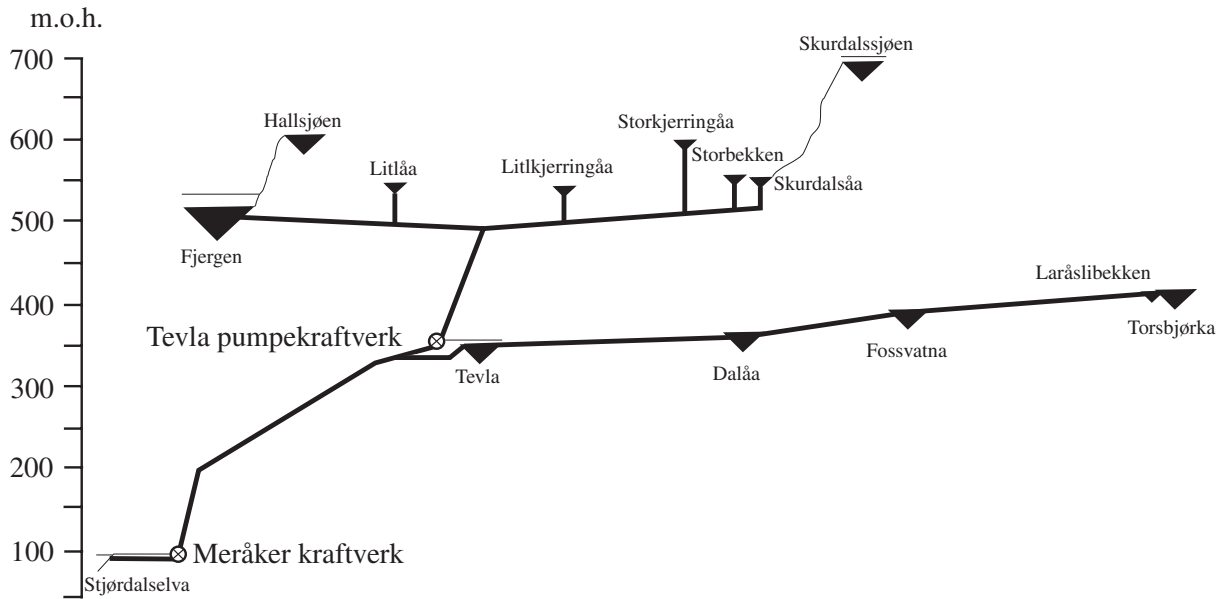 m.o.h.
Skurdalssjøen
700
Hallsjøen
Storkjerringåa
600
Litlåa
Litlkjerringåa
Storbekken
Skurdalsåa
500
Fjergen
Laråslibekken
400
Torsbjørka
Tevla pumpekraftverk
Fossvatna
Tevla
Dalåa
300
200
100
Meråker kraftverk
Stjørdalselva